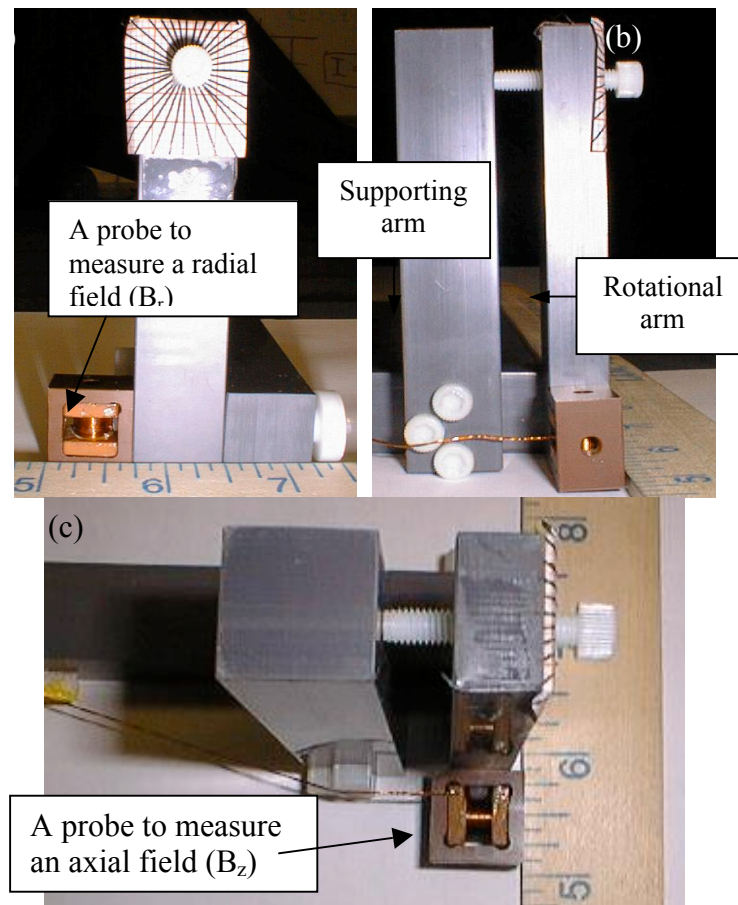 (b)
Supporting
arm
A probe to
measure a radial
field (Bᵣ)
Rotational
arm
5 6 7
(c)
8
6
5
A probe to measure
an axial field (B_z)